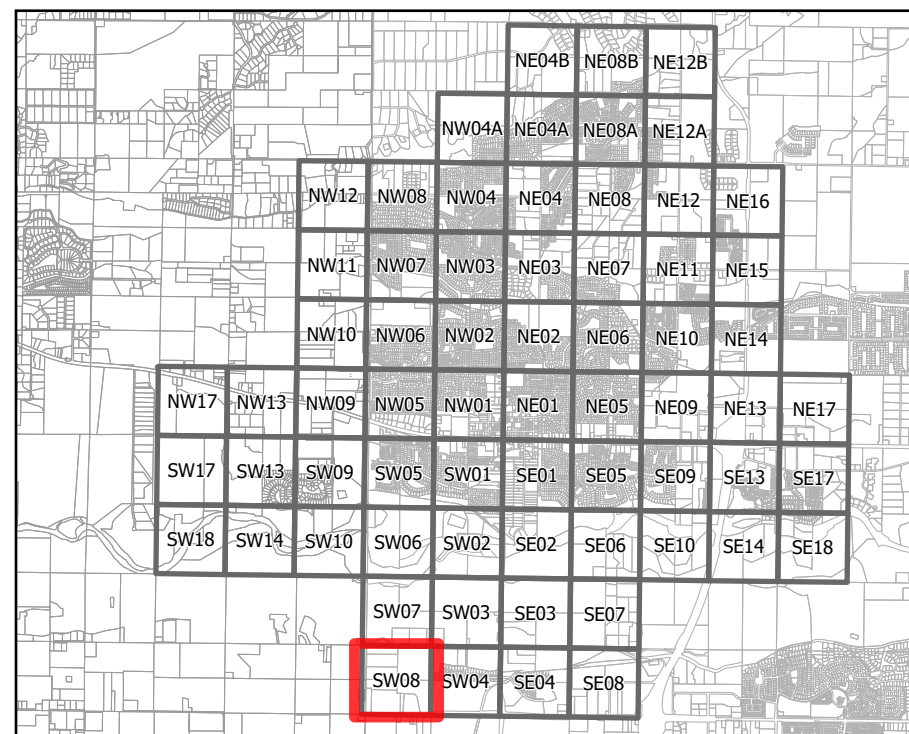 NE04B NE08B NE12B
NW04A NE04A NE08A NE12A
NW12 NW08 NW04 NE04 NE08 NE12 NE16
NW11 NW07 NW03 NE03 NE07 NE11 NE15
NW10 NW06 NW02 NE02 NE06 NE10 NE14
NW17 NW13 NW09 NW05 NW01 NE01 NE05 NE09 NE13 NE17
SW17 SW13 SW09 SW05 SW01 SE01 SE05 SE09 SE13 SE17
SW18 SW14 SW10 SW06 SW02 SE02 SE06 SE10 SE14 SE18
SW07 SW03 SE03 SE07
SW08 SW04 SE04 SE08